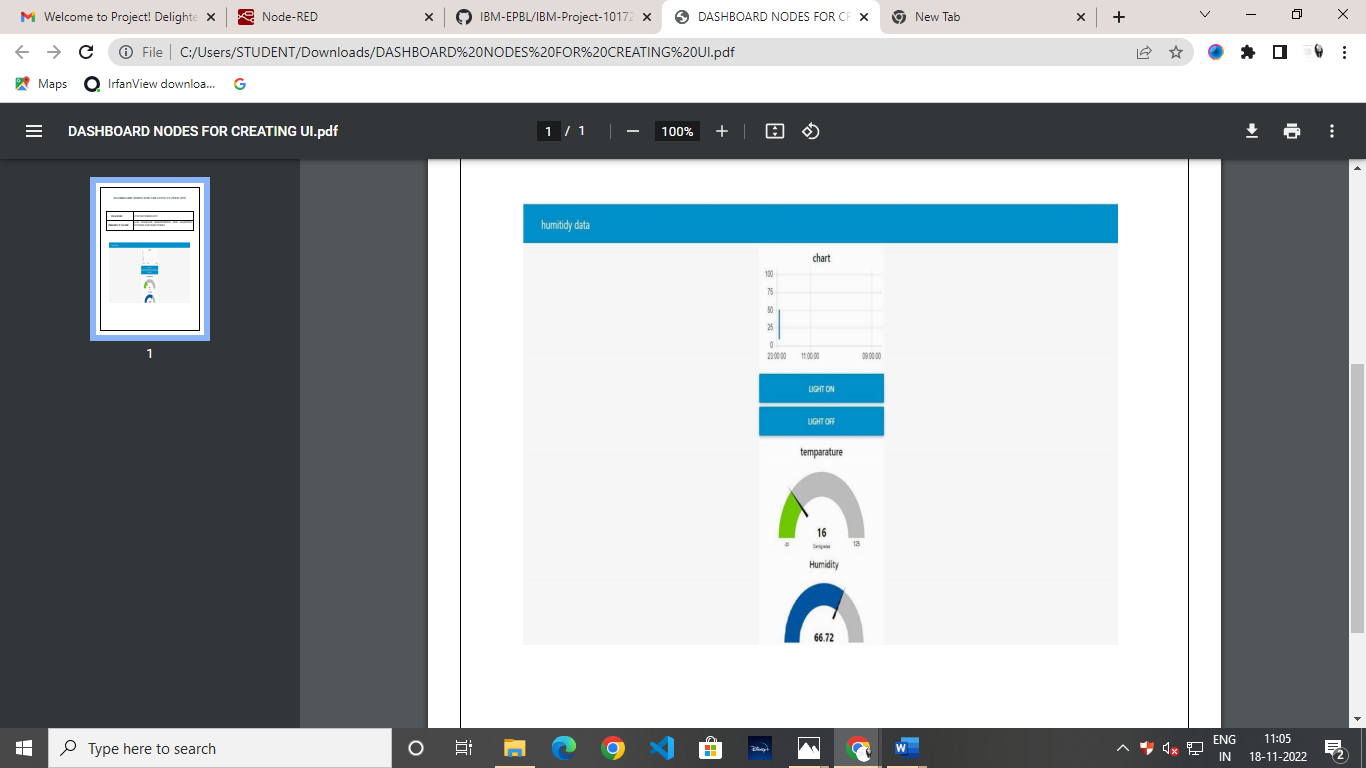 Welcome to Project! Delighte
Node-RED
IBM-EPBL/IBM-Project-10172
DASHBOARD NODES FOR CR
New Tab
File
C:/Users/STUDENT/Downloads/DASHBOARD%20NODES%20FOR%20CREATING%20UI.pdf
Maps
IrfanView downloa...
DASHBOARD NODES FOR CREATING UI.pdf
1 / 1
100%
1
humitidy data
chart
100
75
50
25
0
23:00:00 11:00:00 09:00:00
LIGHT ON
LIGHT OFF
temparature
16
Centigrades
125
Humidity
66.72
Type here to search
Disney+
ENG
IN
11:05
18-11-2022
2